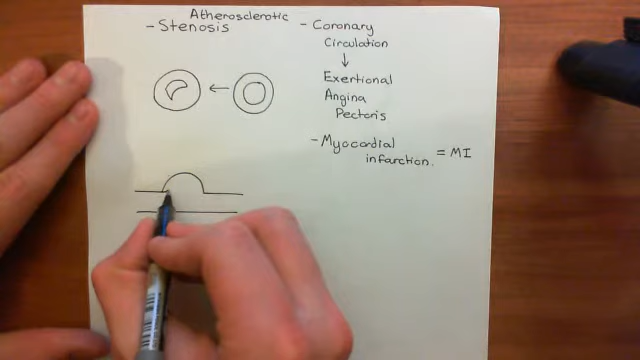 Atherosclerotic
- Stenosis
- Coronary
Circulation
↓
Exertional
Angina
Pectoris
- Myocardial
infarction. = MI
←